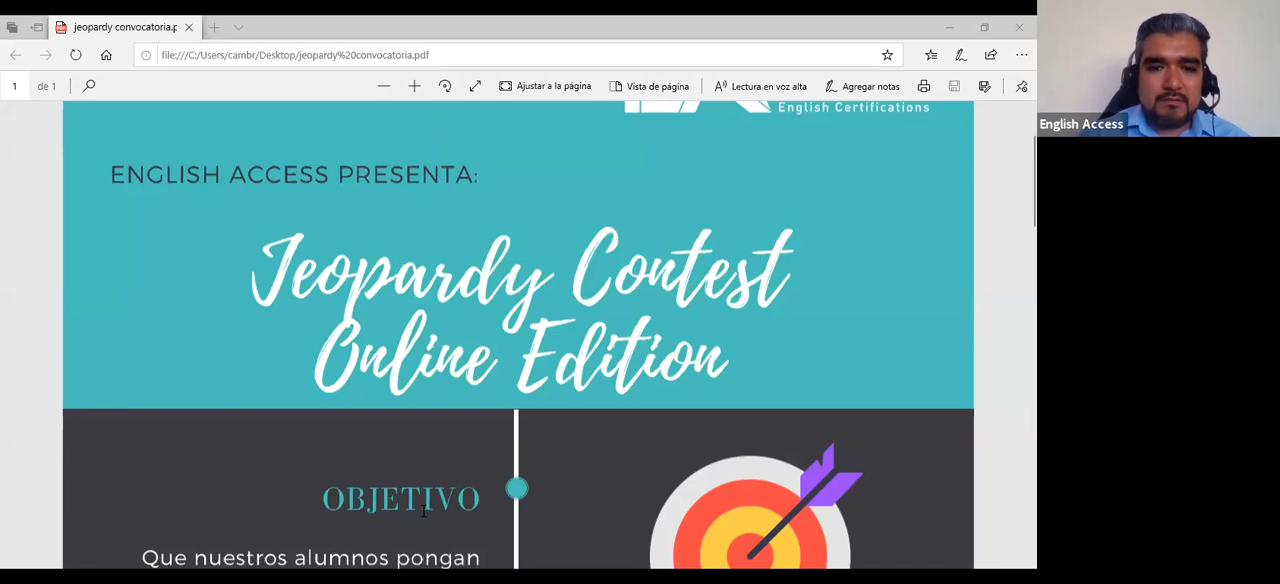 jeopardy convocatoria.p
file:///C:/Users/cambr/Desktop/jeopardy%20convocatoria.pdf
1 de 1
Ajustar a la página
Vista de página
Lectura en voz alta
Agregar notas
English Certifications
English Access
ENGLISH ACCESS PRESENTA:
Jeopardy Contest
Online Edition
OBJETIVO
Que nuestros alumnos pongan